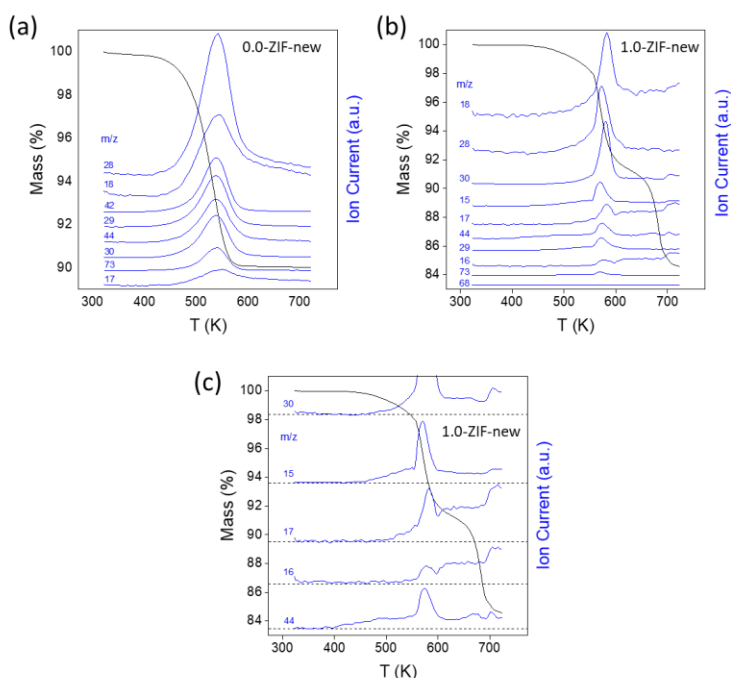 (a)
0.0-ZIF-new
Mass (%)
100
98
96
94
92
90
m/z
28
18
42
29
44
30
73
17
Ion Current (a.u.)
300 400 500 600 700
T (K)
(b)
1.0-ZIF-new
Mass (%)
100
98
96
94
92
90
88
86
84
m/z
18
28
30
15
17
44
29
16
73
68
Ion Current (a.u.)
300 400 500 600 700
T (K)
(c)
1.0-ZIF-new
Mass (%)
100
98
96
94
92
90
88
86
84
30
m/z
15
17
16
44
Ion Current (a.u.)
300 400 500 600 700
T (K)